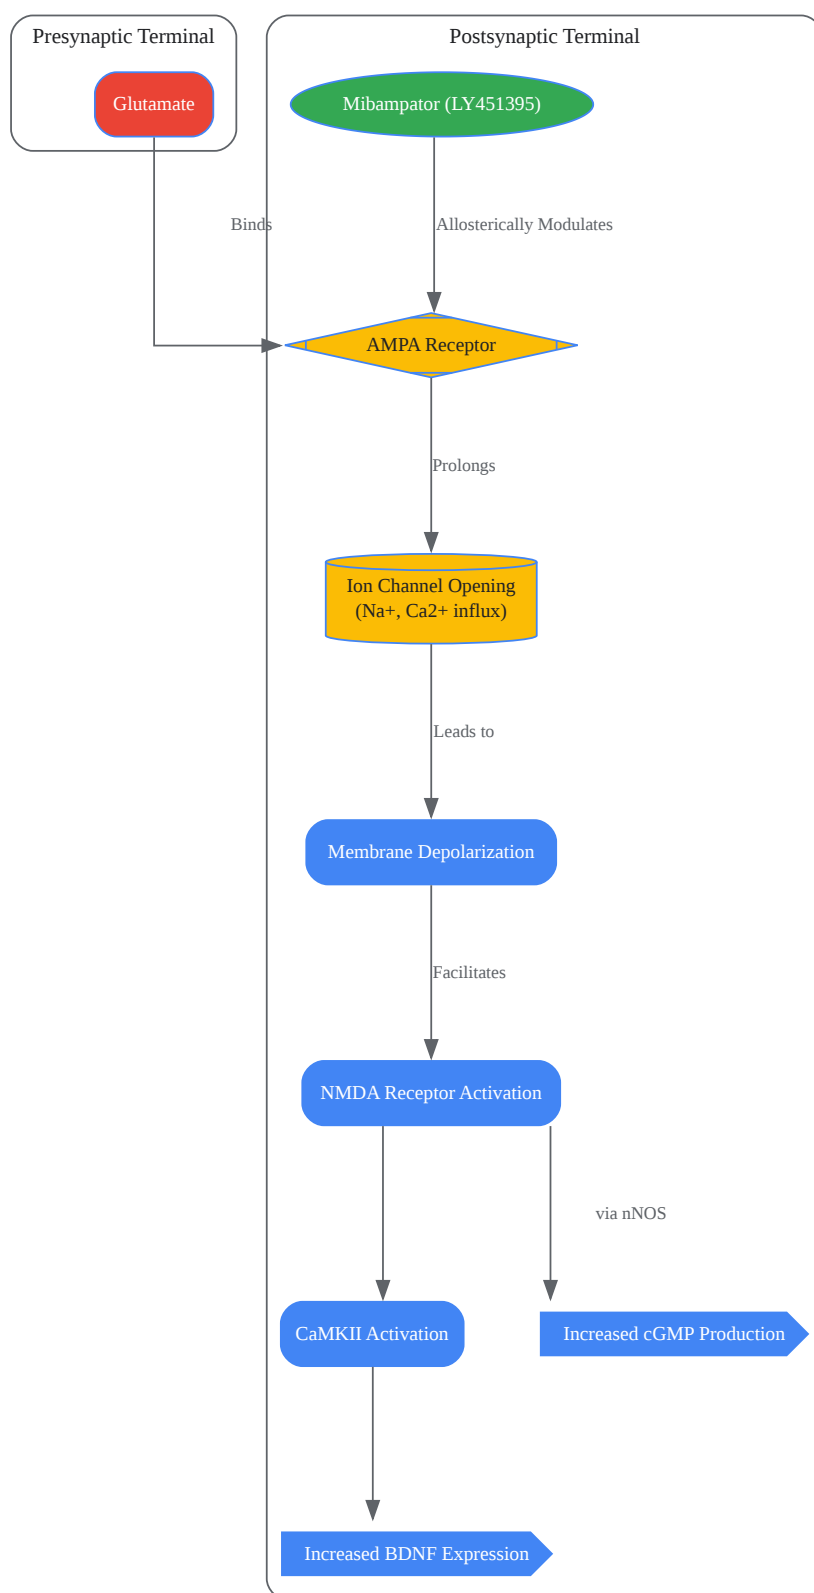 Presynaptic Terminal
Postsynaptic Terminal
Glutamate
Mibampator (LY451395)
Binds
Allosterically Modulates
AMPA Receptor
Prolongs
Ion Channel Opening
(Na+, Ca2+ influx)
Leads to
Membrane Depolarization
Facilitates
NMDA Receptor Activation
via nNOS
CaMKII Activation
Increased cGMP Production
Increased BDNF Expression